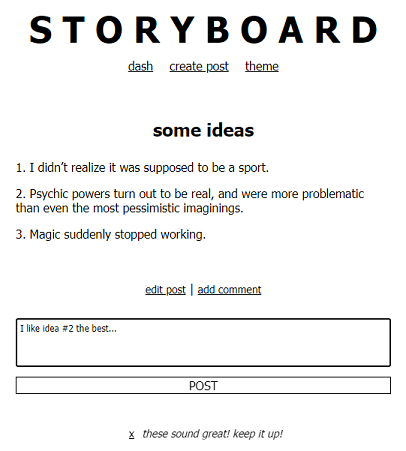 STORYBOARD
dash create post theme
some ideas
1. I didn't realize it was supposed to be a sport.
2. Psychic powers turn out to be real, and were more problematic
than even the most pessimistic imaginings.
3. Magic suddenly stopped working.
edit post | add comment
I like idea #2 the best...
POST
x these sound great! keep it up!